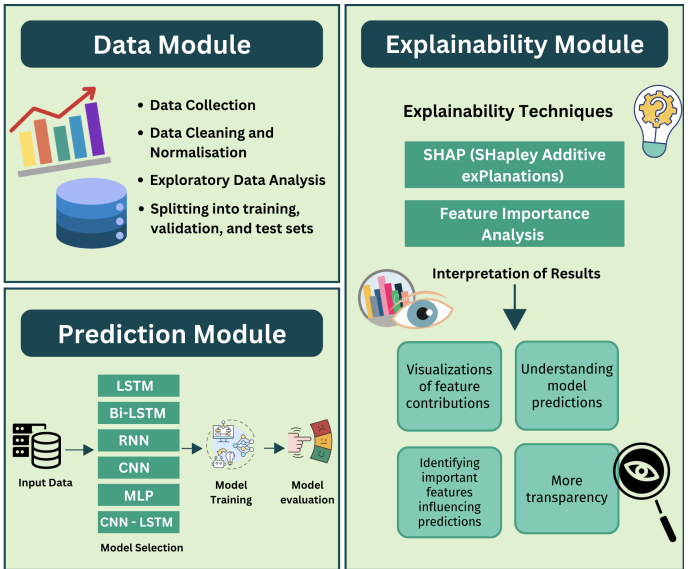 Data Module
• Data Collection
• Data Cleaning and
Normalisation
• Exploratory Data Analysis
• Splitting into training,
validation, and test sets
Prediction Module
Input Data
LSTM
Bi-LSTM
RNN
CNN
MLP
CNN - LSTM
Model Selection
Model
Training
Model
evaluation
Explainability Module
Explainability Techniques
SHAP (SHapley Additive
exPlanations)
Feature Importance
Analysis
Interpretation of Results
Visualizations
of feature
contributions
Understanding
model
predictions
Identifying
important
features
influencing
predictions
More
transparency